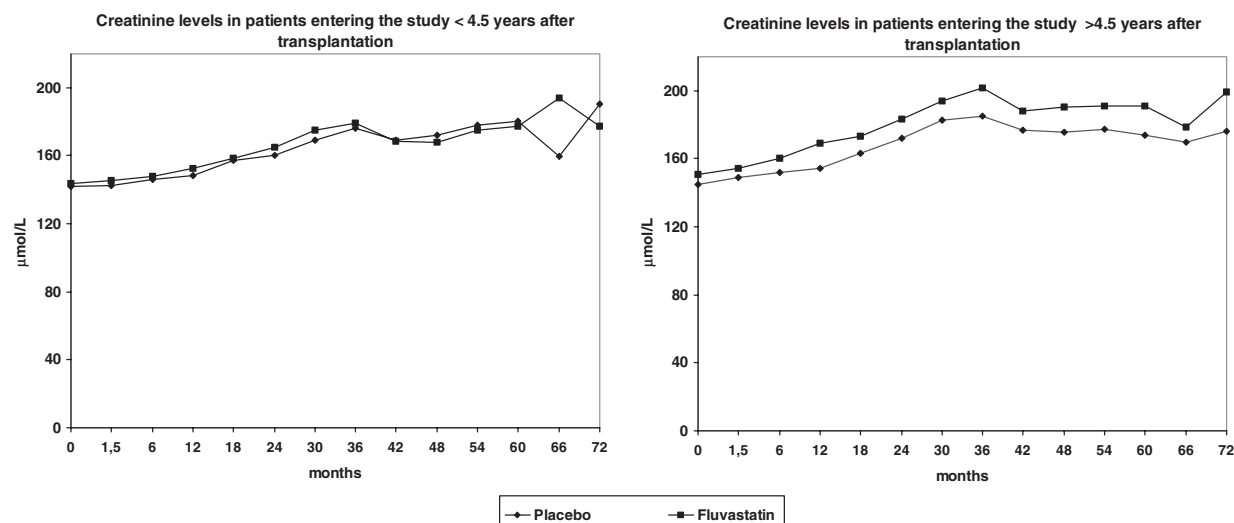 Creatinine levels in patients entering the study < 4.5 years after
transplantation
200
160
120
80
40
0
µmol/L
0 1,5 6 12 18 24 30 36 42 48 54 60 66 72
months
Creatinine levels in patients entering the study >4.5 years after
transplantation
200
160
120
80
40
0
µmol/L
0 1,5 6 12 18 24 30 36 42 48 54 60 66 72
months
Placebo Fluvastatin